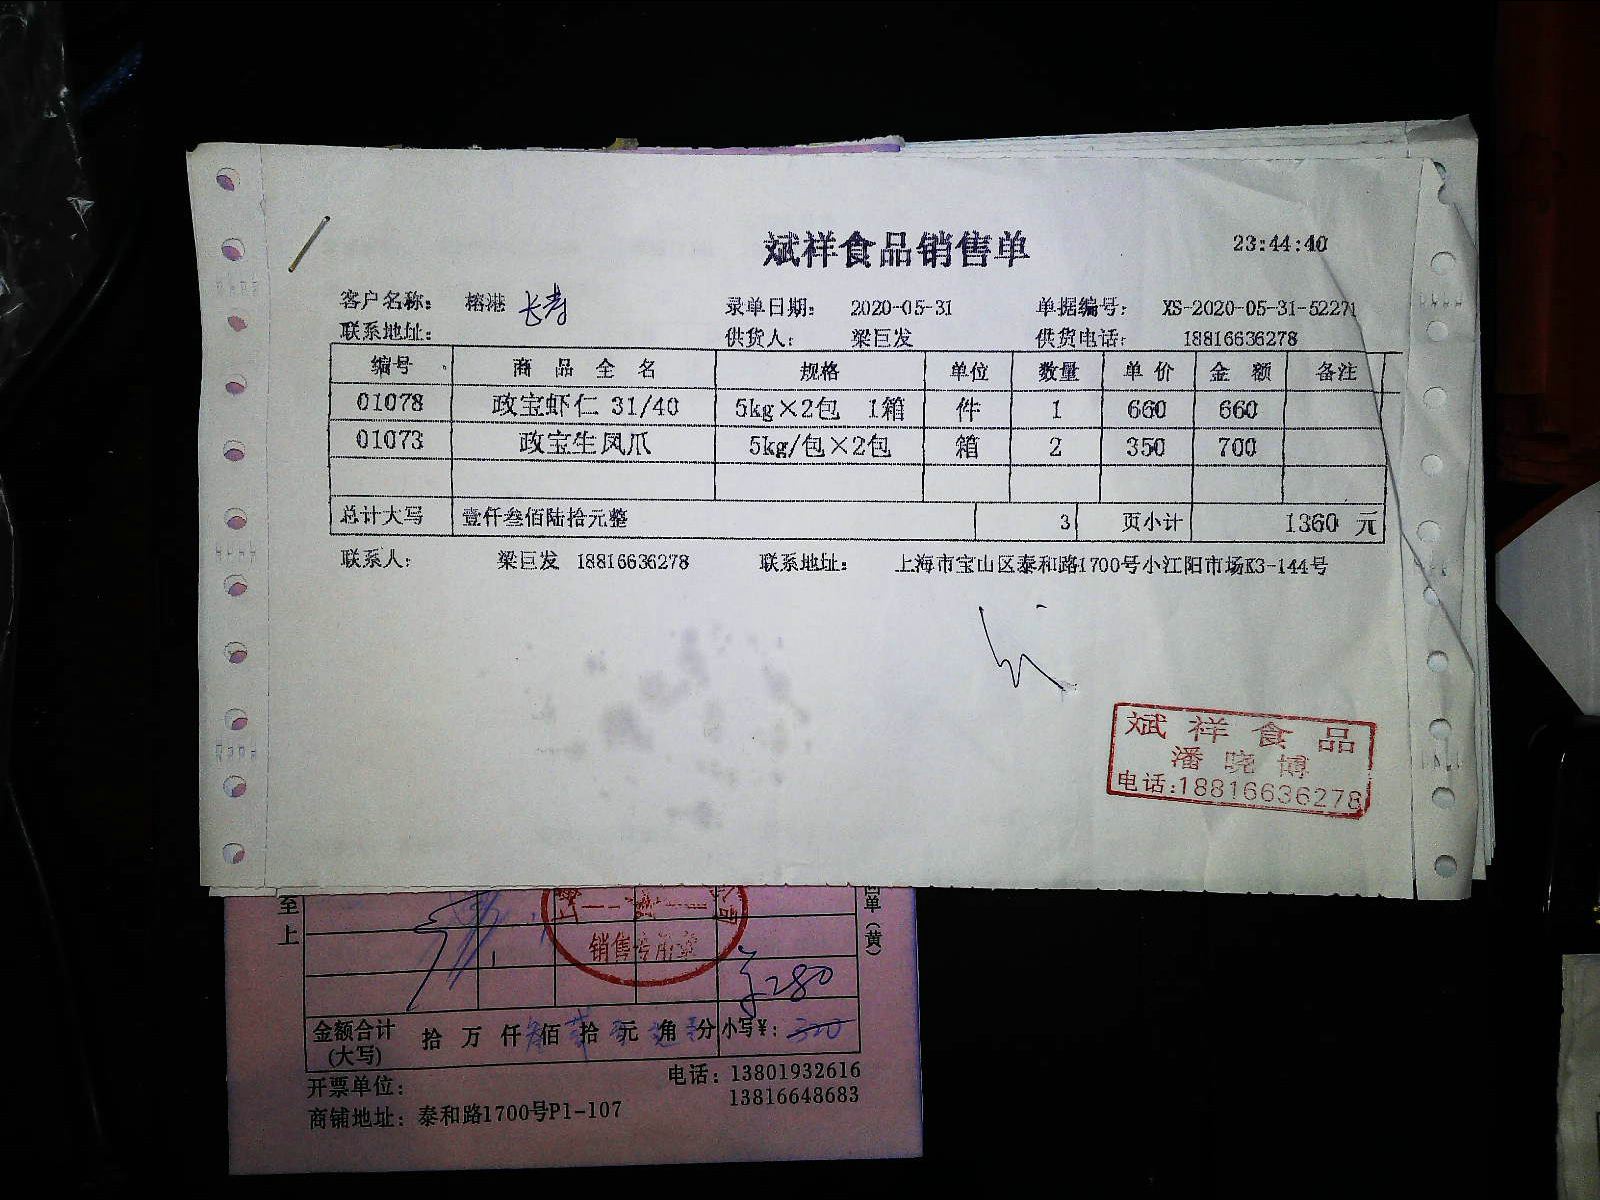 斌祥食品销售单 23:44:40
客户名称： 榕港 长寿 录单日期： 2020-05-31 单据编号： XS-2020-05-31-52271
联系地址： 供货人： 梁巨发 供货电话： 18816636278
编号 商品全名 规格 单位 数量 单价 金额 备注
01078 政宝虾仁 31/40 5kg×2包 1箱 件 1 660 660
01073 政宝生凤爪 5kg/包×2包 箱 2 350 700
总计大写 壹仟叁佰陆拾元整 3 页小计 1360 元
联系人： 梁巨发 18816636278 联系地址： 上海市宝山区泰和路1700号小江阳市场K3-144号
斌祥食品
潘晓博
电话:18816636278
至上
单(黄)
销售专用章
¥280
金额合计(大写) 拾 万 仟 佰 拾 元 角 分 小写¥:
开票单位： 电话：13801932616
13816648683
商铺地址：泰和路1700号P1-107